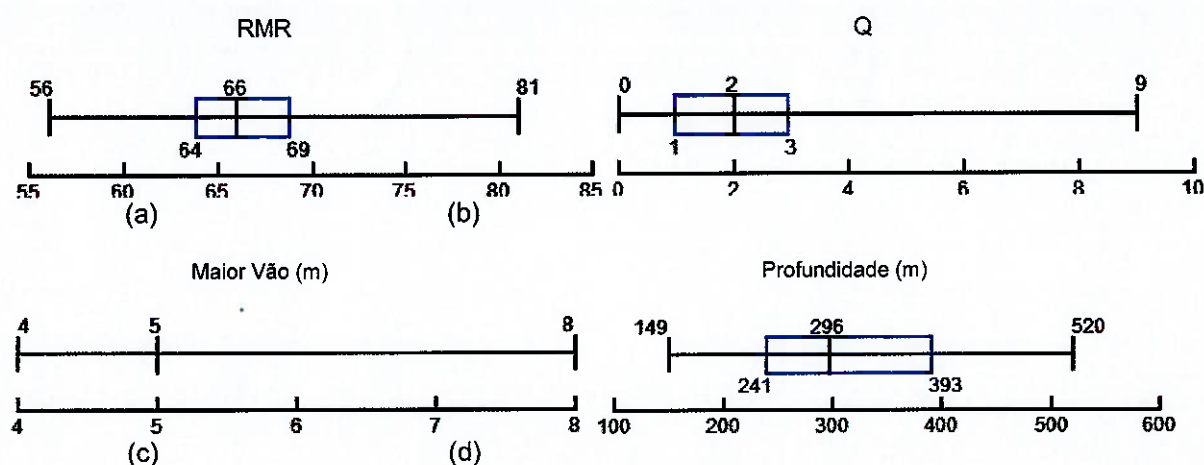 RMR
56 66 81
64 69
55 60 65 70 75 80 85
(a) (b)
Q
0 2 9
1 3
0 2 4 6 8 10
Maior Vão (m)
4 5 8
4 5 6 7 8
(c) (d)
Profundidade (m)
149 296 520
241 393
100 200 300 400 500 600